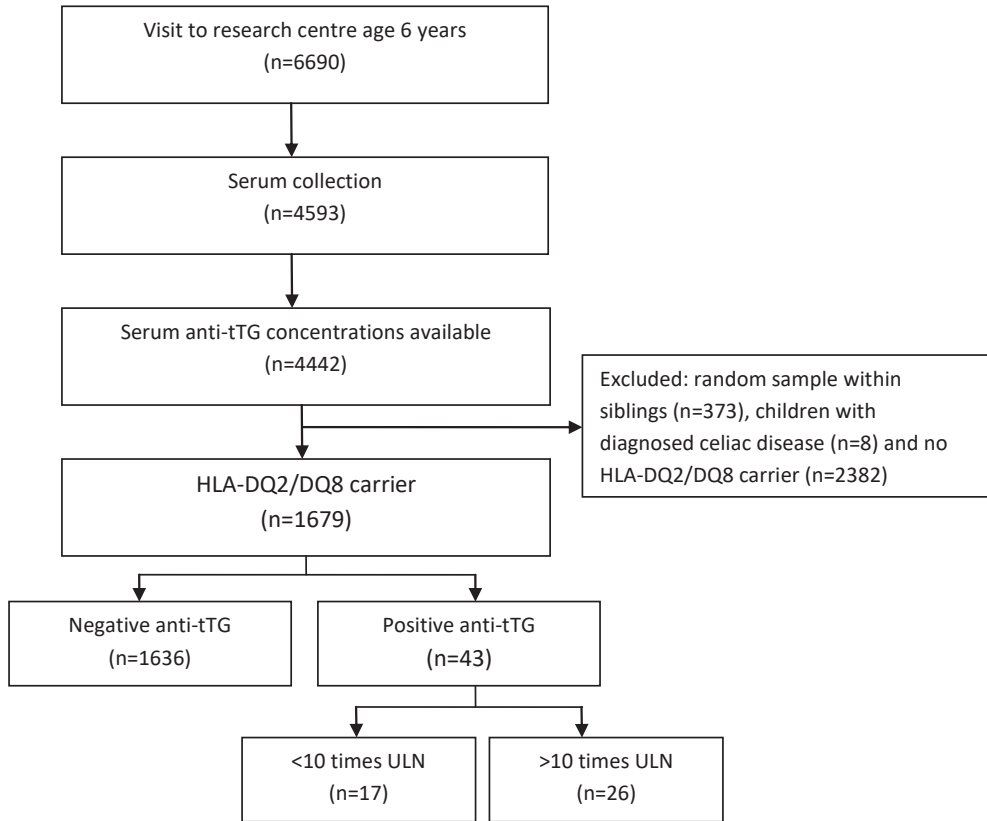 Visit to research centre age 6 years
(n=6690)
Serum collection
(n=4593)
Serum anti-tTG concentrations available
(n=4442)
Excluded: random sample within
siblings (n=373), children with
diagnosed celiac disease (n=8) and no
HLA-DQ2/DQ8 carrier (n=2382)
HLA-DQ2/DQ8 carrier
(n=1679)
Negative anti-tTG
(n=1636)
Positive anti-tTG
(n=43)
<10 times ULN
(n=17)
>10 times ULN
(n=26)